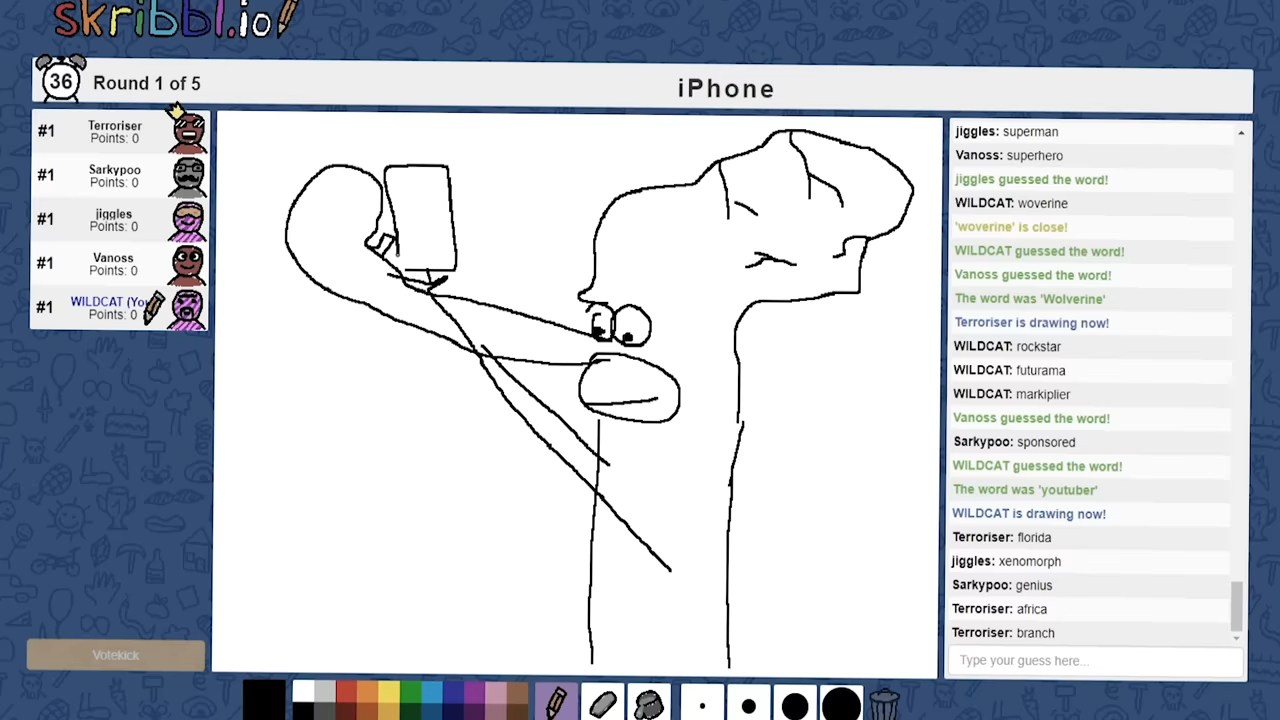 skribbl.io
36
Round 1 of 5
iPhone
#1
Terroriser
Points: 0
#1
Sarkypoo
Points: 0
#1
jiggles
Points: 0
#1
Vanoss
Points: 0
#1
WILDCAT (Yo
Points: 0
Votekick
jiggles: superman
Vanoss: superhero
jiggles guessed the word!
WILDCAT: woverine
'woverine' is close!
WILDCAT guessed the word!
Vanoss guessed the word!
The word was 'Wolverine'
Terroriser is drawing now!
WILDCAT: rockstar
WILDCAT: futurama
WILDCAT: markiplier
Vanoss guessed the word!
Sarkypoo: sponsored
WILDCAT guessed the word!
The word was 'youtuber'
WILDCAT is drawing now!
Terroriser: florida
jiggles: xenomorph
Sarkypoo: genius
Terroriser: africa
Terroriser: branch
Type your guess here...